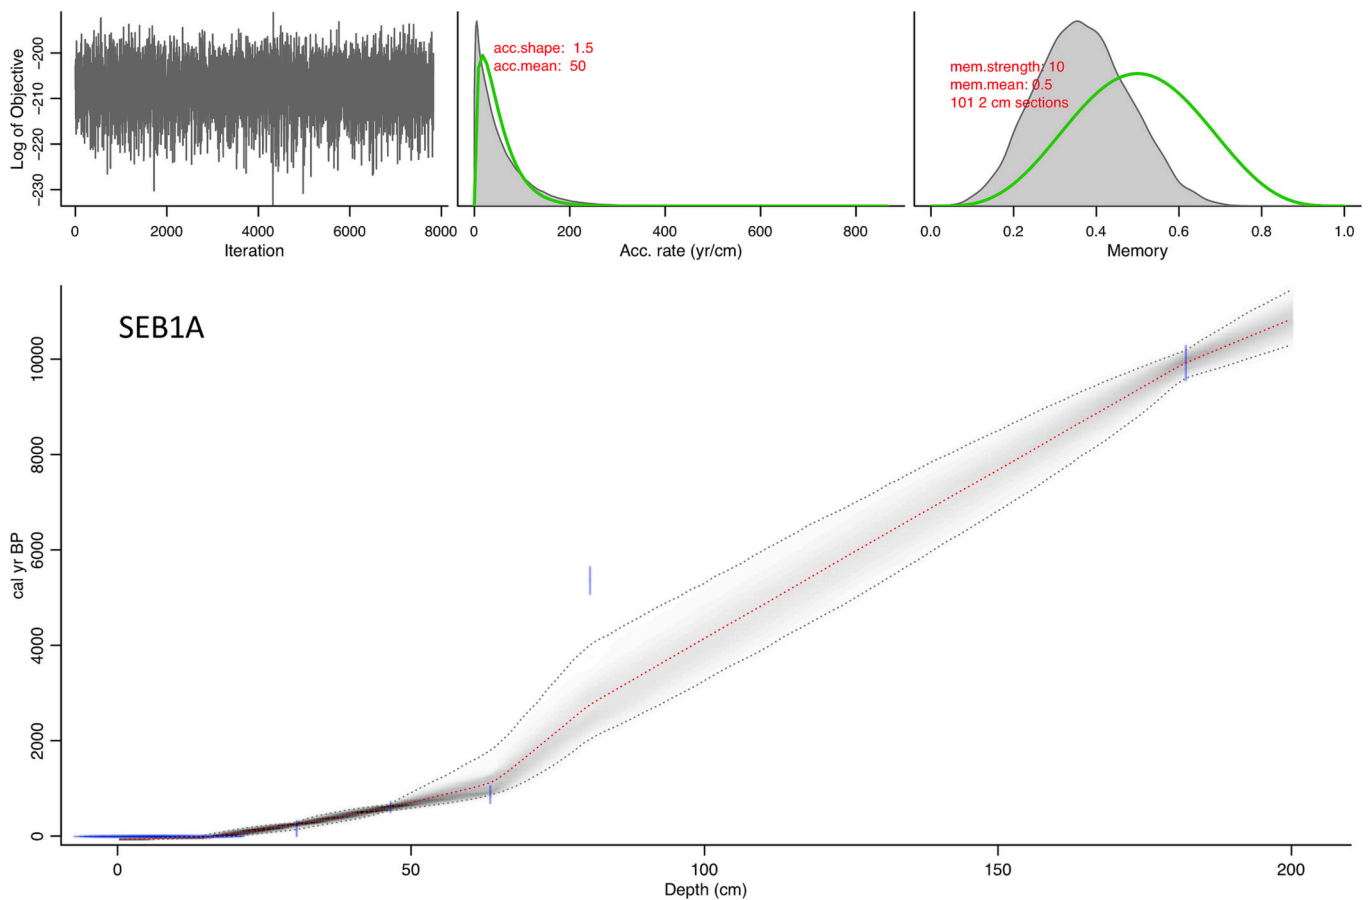 Log of Objective
−200
−210
−220
−230
0
2000
4000
6000
8000
Iteration
acc.shape: 1.5
acc.mean: 50
0
200
400
600
800
Acc. rate (yr/cm)
mem.strength: 10
mem.mean: 0.5
101 2 cm sections
0.0
0.2
0.4
0.6
0.8
1.0
Memory
SEB1A
cal yr BP
10000
8000
6000
4000
2000
0
0
50
100
150
200
Depth (cm)